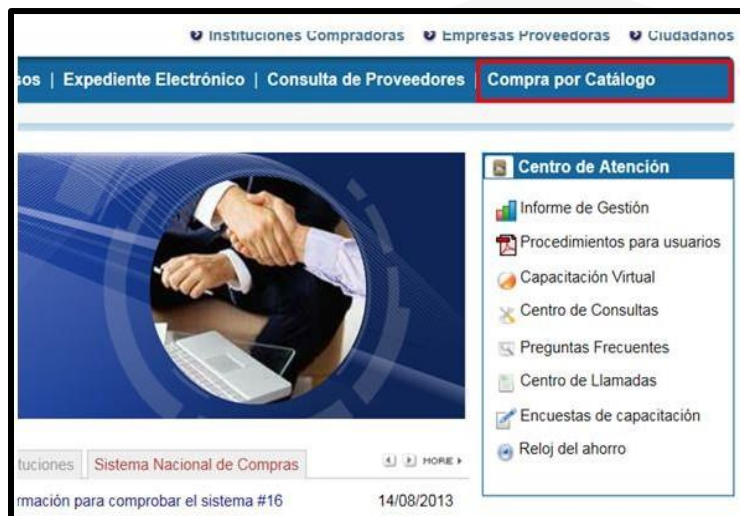 Instituciones Compradoras Empresas Proveedoras Ciudadanos
sos | Expediente Electrónico | Consulta de Proveedores | Compra por Catálogo
Centro de Atención
Informe de Gestión
Procedimientos para usuarios
Capacitación Virtual
Centro de Consultas
Preguntas Frecuentes
Centro de Llamadas
Encuestas de capacitación
Reloj del ahorro
tuciones Sistema Nacional de Compras MORE
rmación para comprobar el sistema #16 14/08/2013